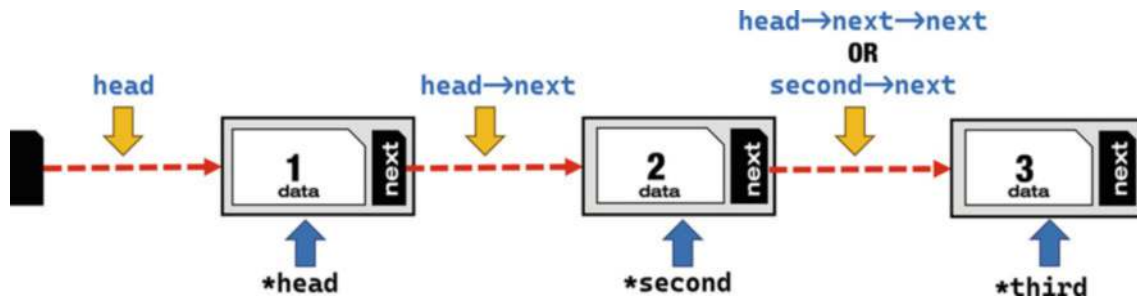 head→next→next
OR
head
head→next
second→next
1
data
next
2
data
next
3
data
next
*head
*second
*third